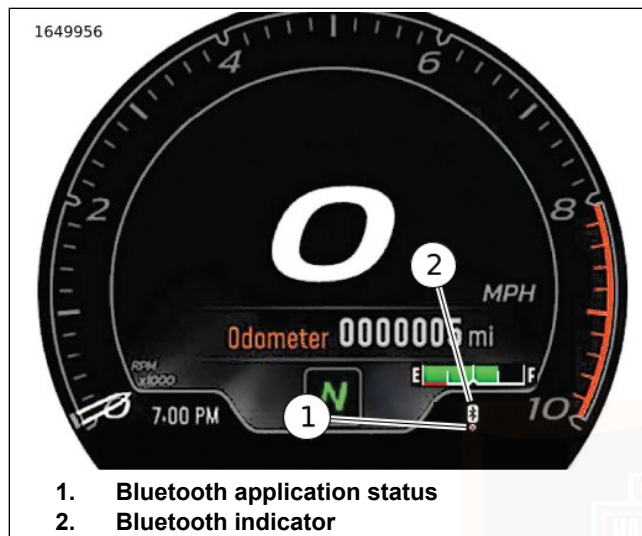 1649956
4
6
2
8
0
MPH
Odometer 0000005 mi
RPM
x1000
E
F
N
0
7:00 PM
10
2
1
1. Bluetooth application status
2. Bluetooth indicator